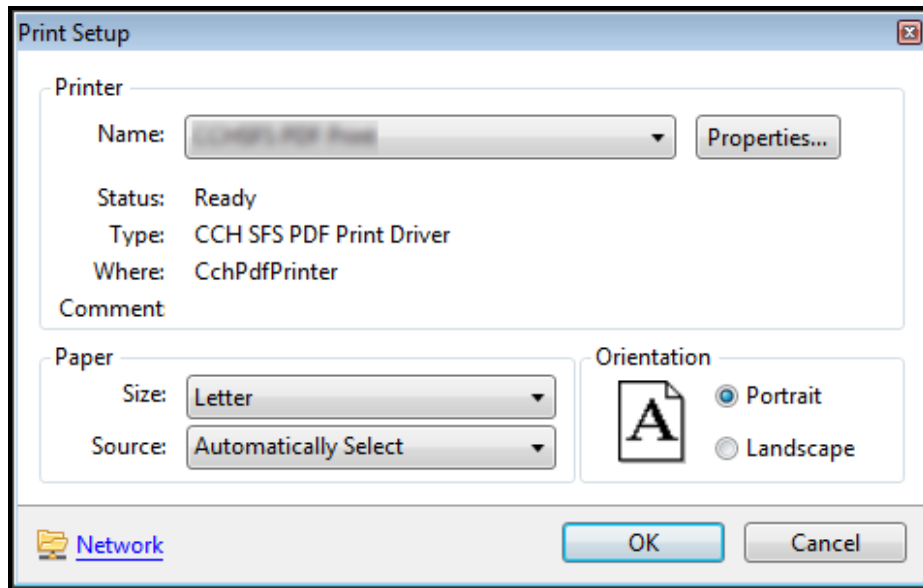 Print Setup
Printer
Name:
Properties...
Status: Ready
Type: CCH SFS PDF Print Driver
Where: CchPdfPrinter
Comment
Paper
Size: Letter
Source: Automatically Select
Orientation
A
Portrait
Landscape
Network
OK
Cancel